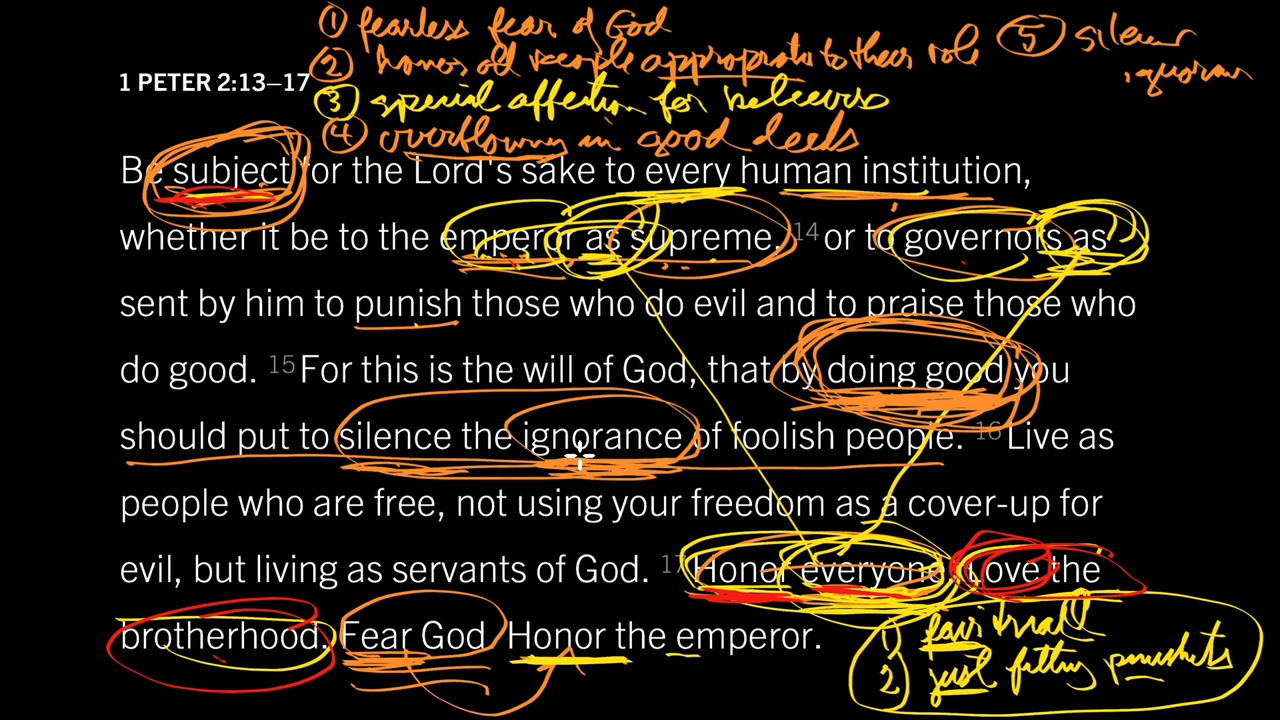 ① fearless fear of God
② honor all people appropriate to their role ⑤ silence
1 PETER 2:13–17 ignorance
③ special affection for believers
④ overflowing in good deeds
Be subject for the Lord's sake to every human institution,
whether it be to the emperor as supreme. 14 or to governors as
sent by him to punish those who do evil and to praise those who
do good. 15 For this is the will of God, that by doing good you
should put to silence the ignorance of foolish people. 16 Live as
people who are free, not using your freedom as a cover-up for
evil, but living as servants of God. 17 Honor everyone. Love the
brotherhood. Fear God. Honor the emperor.
① fair trial
② just fitting punishments